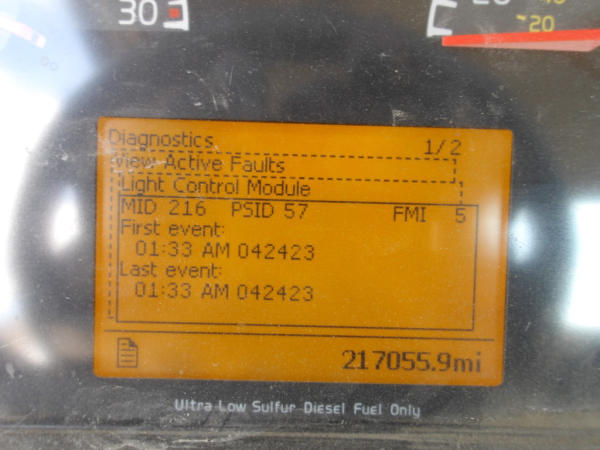 30
~20
Diagnostics 1/2
View Active Faults
Light Control Module
MID 216 PSID 57 FMI 5
First event:
01:33 AM 042423
Last event:
01:33 AM 042423
217055.9mi
Ultra Low Sulfur Diesel Fuel Only